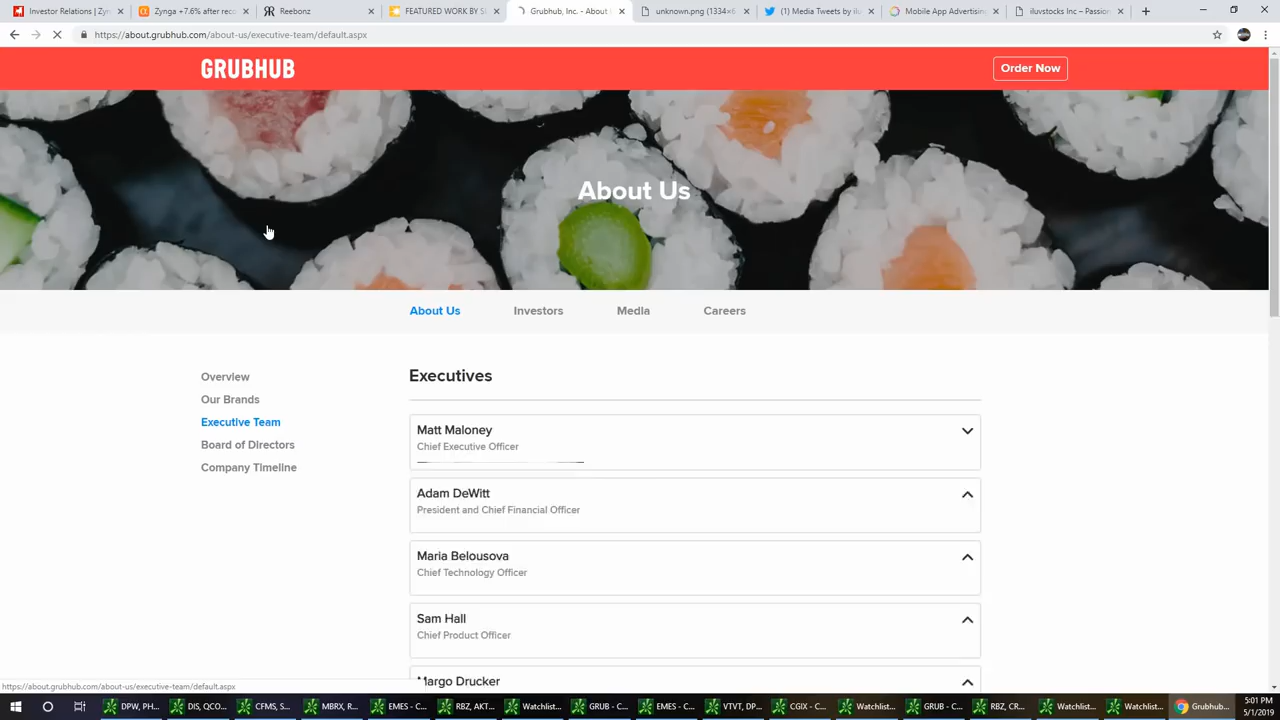 Investor Relations | Zyn
Zynga +7.6% after reco
Reebonz
FEATURED WORK BY S
Grubhub, Inc. - About
unknown.png (1334×6
(1) Media Tweets by ilu
Mobile App Advertising
iluvstocks Inc – Passion
https://about.grubhub.com/about-us/executive-team/default.aspx
GRUBHUB
Order Now
About Us
About Us
Investors
Media
Careers
Overview
Our Brands
Executive Team
Board of Directors
Company Timeline
Executives
Matt Maloney
Chief Executive Officer
Adam DeWitt
President and Chief Financial Officer
Maria Belousova
Chief Technology Officer
Sam Hall
Chief Product Officer
Margo Drucker
https://about.grubhub.com/about-us/executive-team/default.aspx
DPW, PH...
DIS, QCO...
CFMS, S...
MBRX, R...
EMES - C...
RBZ, AKT...
Watchlist...
GRUB - C...
EMES - C...
VTVT, DP...
CGIX - C...
Watchlist...
GRUB - C...
RBZ, CR...
Watchlist...
Watchlist...
Grubhub...
5:01 PM
5/1/2019